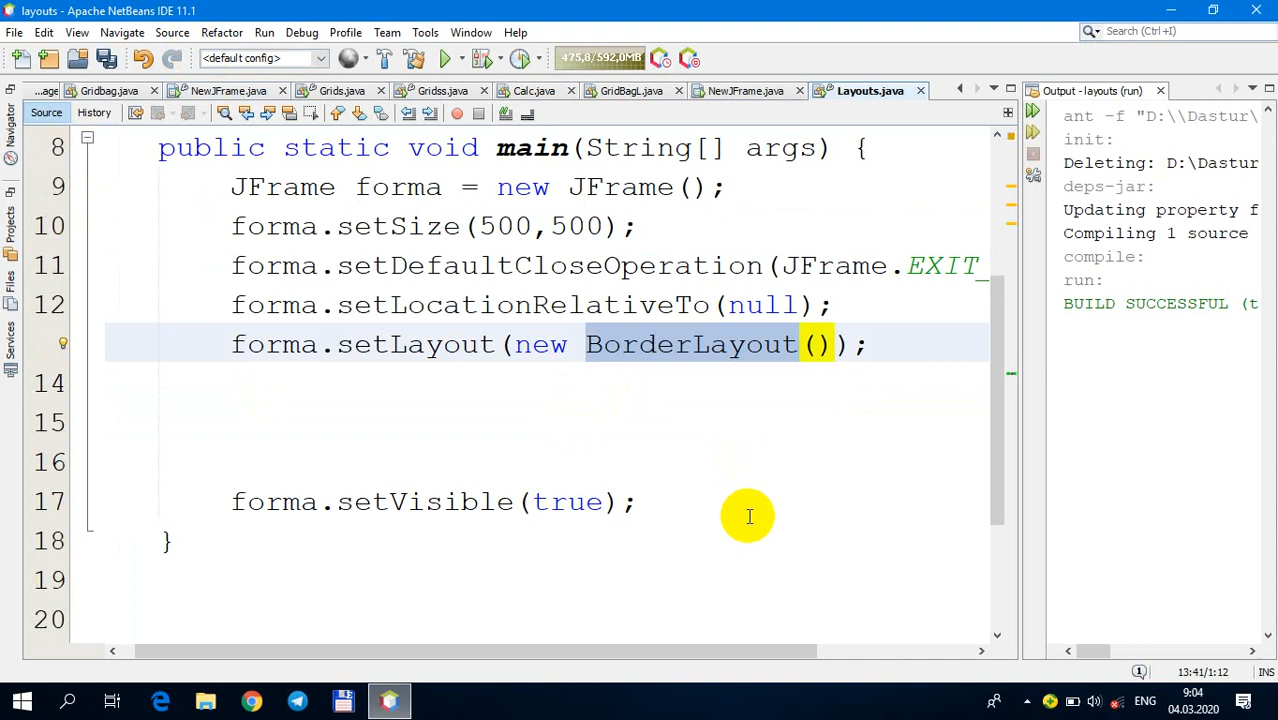 layouts - Apache NetBeans IDE 11.1
File Edit View Navigate Source Refactor Run Debug Profile Team Tools Window Help
Search (Ctrl+I)
<default config>
475,8/592,0MB
...age Gridbag.java NewJFrame.java Grids.java Gridss.java Calc.java GridBagL.java NewJFrame.java Layouts.java
Output - layouts (run)
Source History
Navigator
Projects
Files
Services
8 public static void main(String[] args) {
9 JFrame forma = new JFrame();
10 forma.setSize(500,500);
11 forma.setDefaultCloseOperation(JFrame.EXIT_
12 forma.setLocationRelativeTo(null);
forma.setLayout(new BorderLayout());
14
15
16
17 forma.setVisible(true);
18 }
19
20
ant -f "D:\\Dastur\
init:
Deleting: D:\Dastur
deps-jar:
Updating property f
Compiling 1 source
compile:
run:
BUILD SUCCESSFUL (t
13:41/1:12 INS
ENG
9:04
04.03.2020